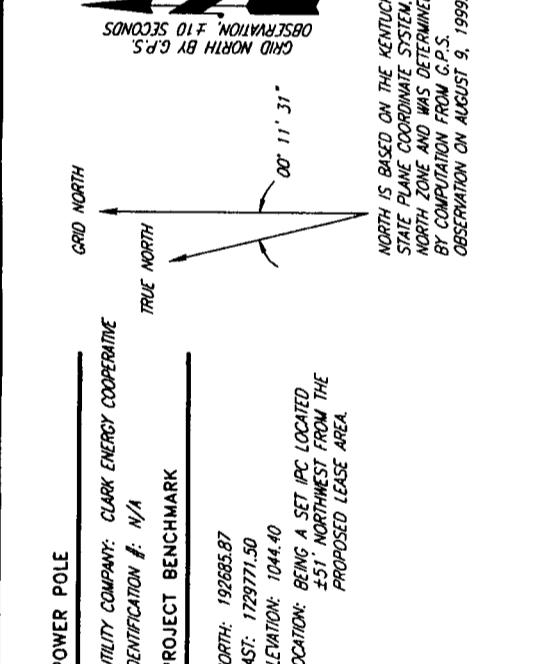 POWER POLE
UTILITY COMPANY: CLARK ENERGY COOPERATIVE
IDENTIFICATION #: N/A
PROJECT BENCHMARK
NORTH: 192685.87
EAST: 1729771.50
ELEVATION: 1044.40
LOCATION: BEING A SET IPC LOCATED
±51' NORTHWEST FROM THE
PROPOSED LEASE AREA.
GRID NORTH
TRUE NORTH
00° 11' 31"
GRID NORTH BY G.P.S.
OBSERVATION, ±10 SECONDS
NORTH IS BASED ON THE KENTUCK
STATE PLANE COORDINATE SYSTEM,
NORTH ZONE AND WAS DETERMINE
BY COMPUTATION FROM G.P.S.
OBSERVATION ON AUGUST 9, 1999.